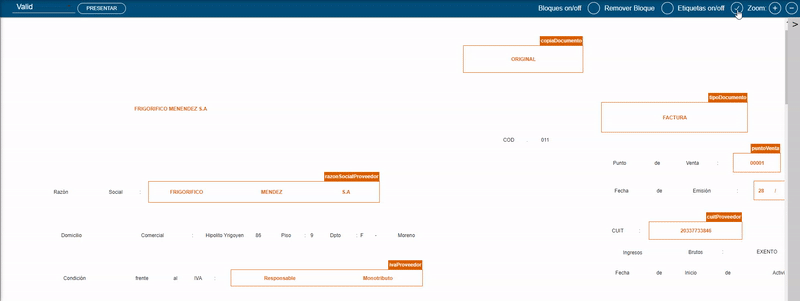 Valid PRESENTAR Bloques on/off Remover Bloque Etiquetas on/off Zoom: + −
>
copiaDocumento
ORIGINAL
tipoDocumento
FRIGORIFICO MENENDEZ S.A
FACTURA
COD . 011
puntoVenta
Punto de Venta : 00001
razonSocialProveedor
Razón Social : FRIGORIFICO MENDEZ S.A
Fecha de Emisión : 28 /
cuitProveedor
CUIT : 20337733846
Domicilio Comercial : Hipólito Yrigoyen 86 Piso : 9 Dpto : F - Moreno
Ingresos Brutos : EXENTO
ivaProveedor
Condición frente al IVA : Responsable Monotributo
Fecha de Inicio de Activi